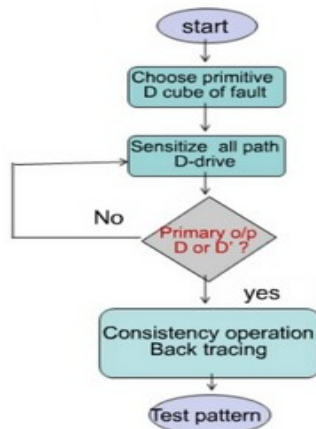 start
Choose primitive
D cube of fault
Sensitize all path
D-drive
No
Primary o/p
D or D' ?
yes
Consistency operation
Back tracing
Test pattern